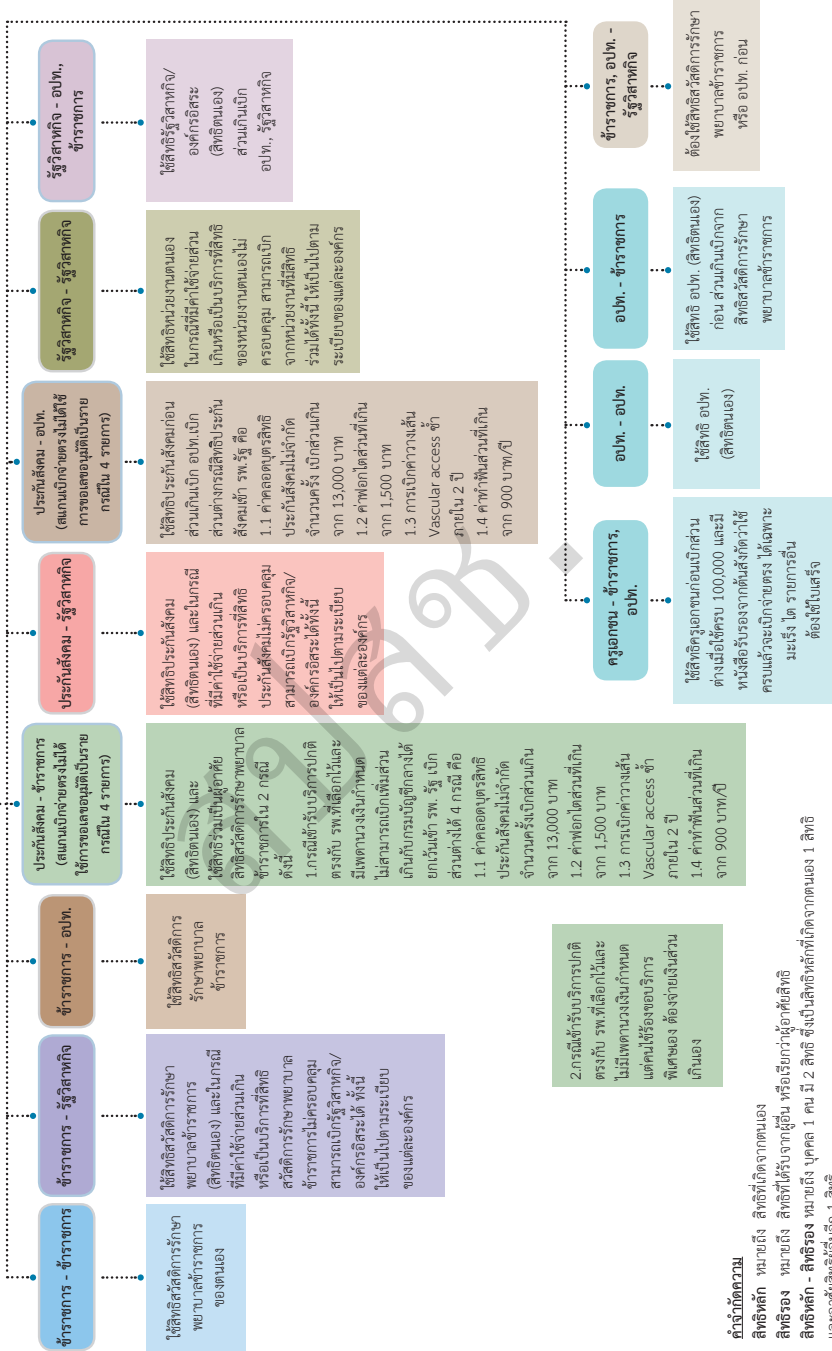 ข้าราชการ - ข้าราชการ
ใช้สิทธิสวัสดิการรักษา
พยาบาลข้าราชการ
ของตนเอง
ข้าราชการ - รัฐวิสาหกิจ
ใช้สิทธิสวัสดิการรักษา
พยาบาลข้าราชการ
(สิทธิตนเอง) และในกรณี
ที่มีค่าใช้จ่ายส่วนเกิน
หรือเป็นบริการที่สิทธิ
สวัสดิการรักษาพยาบาล
ข้าราชการไม่ครอบคลุม
สามารถเบิกรัฐวิสาหกิจ/
องค์กรอิสระได้ ทั้งนี้
ให้เป็นไปตามระเบียบ
ของแต่ละองค์กร
ข้าราชการ - อปท.
ใช้สิทธิสวัสดิการ
รักษาพยาบาล
ข้าราชการ
ประกันสังคม - ข้าราชการ
(สแกนเบิกจ่ายตรงไม่ได้
ใช้การขอเลขอนุมัติเป็นราย
กรณีใน 4 รายการ)
ใช้สิทธิประกันสังคม
(สิทธิตนเอง) และ
ใช้สิทธิร่วมเป็นผู้อาศัย
สิทธิสวัสดิการรักษาพยาบาล
ข้าราชการใน 2 กรณี
ดังนี้
1.กรณีเข้ารับบริการปกติ
ตรงกับ รพ.ที่เลือกไว้และ
มีเพดานวงเงินกำหนด
ไม่สามารถเบิกเพิ่มส่วน
เกินกับกรมบัญชีกลางได้
ยกเว้นเข้า รพ. รัฐ เบิก
ส่วนต่างได้ 4 กรณี คือ
1.1 ค่าคลอดบุตรสิทธิ
ประกันสังคมไม่จำกัด
จำนวนครั้งเบิกส่วนเกิน
จาก 13,000 บาท
1.2 ค่าฟอกไตส่วนที่เกิน
จาก 1,500 บาท
1.3 การเบิกค่าวางเส้น
Vascular access ซ้ำ
ภายใน 2 ปี
1.4 ค่าทำฟันส่วนที่เกิน
จาก 900 บาท/ปี
2.กรณีเข้ารับบริการปกติ
ตรงกับ รพ.ที่เลือกไว้และ
ไม่มีเพดานวงเงินกำหนด
แต่คนไข้ร้องขอบริการ
พิเศษเอง ต้องจ่ายเงินส่วน
เกินเอง
ประกันสังคม - รัฐวิสาหกิจ
ใช้สิทธิประกันสังคม
(สิทธิตนเอง) และในกรณี
ที่มีค่าใช้จ่ายส่วนเกิน
หรือเป็นบริการที่สิทธิ
ประกันสังคมไม่ครอบคลุม
สามารถเบิกรัฐวิสาหกิจ/
องค์กรอิสระได้ทั้งนี้
ให้เป็นไปตามระเบียบ
ของแต่ละองค์กร
ประกันสังคม - อปท.
(สแกนเบิกจ่ายตรงไม่ได้ใช้
การขอเลขอนุมัติเป็นราย
กรณีใน 4 รายการ)
ใช้สิทธิประกันสังคมก่อน
ส่วนเกินเบิก อปท.เบิก
ส่วนต่างกรณีสิทธิประกัน
สังคมเข้า รพ.รัฐ คือ
1.1 ค่าคลอดบุตรสิทธิ
ประกันสังคมไม่จำกัด
จำนวนครั้ง เบิกส่วนเกิน
จาก 13,000 บาท
1.2 ค่าฟอกไตส่วนที่เกิน
จาก 1,500 บาท
1.3 การเบิกค่าวางเส้น
Vascular access ซ้ำ
ภายใน 2 ปี
1.4 ค่าทำฟันส่วนที่เกิน
จาก 900 บาท/ปี
รัฐวิสาหกิจ - รัฐวิสาหกิจ
ใช้สิทธิหน่วยงานตนเอง
ในกรณีที่มีค่าใช้จ่ายส่วน
เกินหรือเป็นบริการที่สิทธิ
ของหน่วยงานตนเองไม่
ครอบคลุม สามารถเบิก
จากหน่วยงานที่มีสิทธิ
ร่วมได้ทั้งนี้ ให้เป็นไปตาม
ระเบียบของแต่ละองค์กร
รัฐวิสาหกิจ - อปท.,
ข้าราชการ
ใช้สิทธิรัฐวิสาหกิจ/
องค์กรอิสระ
(สิทธิตนเอง)
ส่วนเกินเบิก
อปท., รัฐวิสาหกิจ
ครูเอกชน - ข้าราชการ,
อปท.
ใช้สิทธิครูเอกชนก่อนเบิกส่วน
ต่างเมื่อใช้ครบ 100,000 และมี
หนังสือรับรองจากต้นสังกัดว่าใช้
ครบแล้วจะเบิกจ่ายตรง ได้เฉพาะ
มะเร็ง ไต รายการอื่น
ต้องใช้ใบเสร็จ
อปท. - อปท.
ใช้สิทธิ อปท.
(สิทธิตนเอง)
อปท. - ข้าราชการ
ใช้สิทธิ อปท. (สิทธิตนเอง)
ก่อน ส่วนเกินเบิกจาก
สิทธิสวัสดิการรักษา
พยาบาลข้าราชการ
ข้าราชการ, อปท. -
รัฐวิสาหกิจ
ต้องใช้สิทธิสวัสดิการรักษา
พยาบาลข้าราชการ
หรือ อปท. ก่อน
คำจำกัดความ
สิทธิหลัก หมายถึง สิทธิที่เกิดจากตนเอง
สิทธิรอง หมายถึง สิทธิที่ได้รับจากผู้อื่น หรือเรียกว่าผู้อาศัยสิทธิ
สิทธิหลัก - สิทธิรอง หมายถึง บุคคล 1 คน มี 2 สิทธิ ซึ่งเป็นสิทธิหลักที่เกิดจากตนเอง 1 สิทธิ
สปสช.